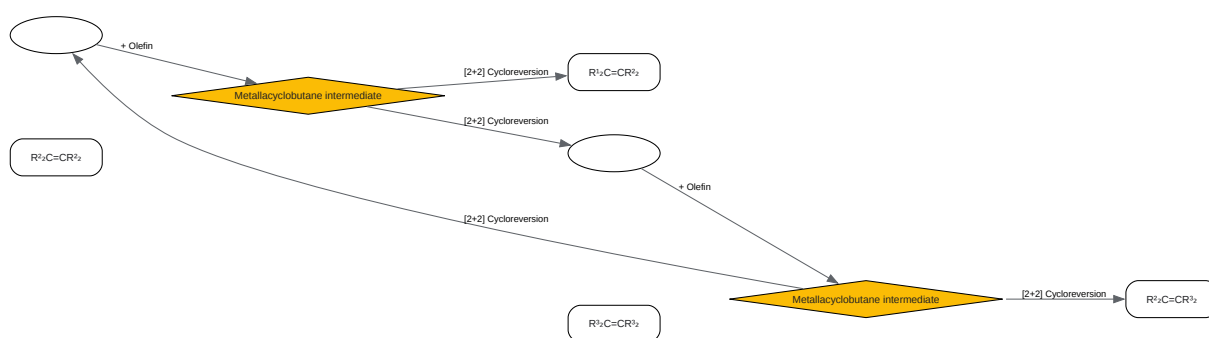 + Olefin
Metallacyclobutane intermediate
[2+2] Cycloreversion
R¹₂C=CR²₂
[2+2] Cycloreversion
R²₂C=CR²₂
+ Olefin
[2+2] Cycloreversion
Metallacyclobutane intermediate
[2+2] Cycloreversion
R²₂C=CR³₂
R³₂C=CR³₂